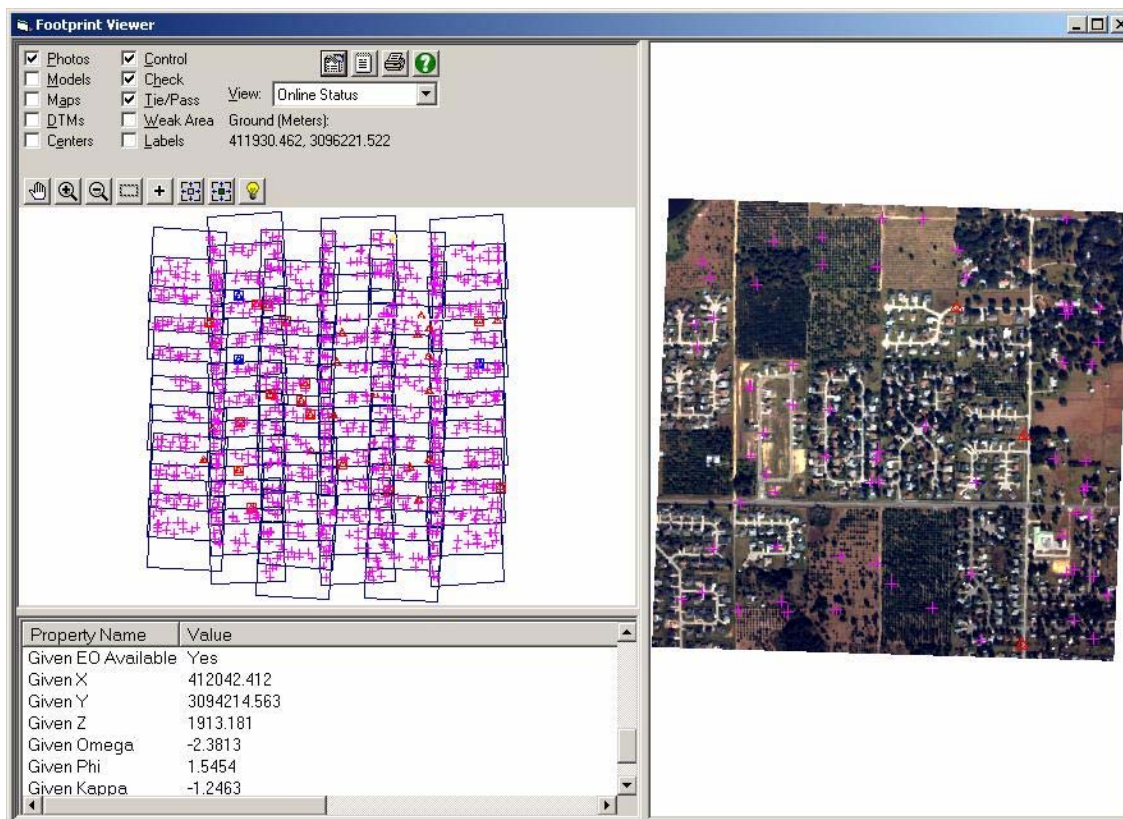 Footprint Viewer
Photos Control
Models Check
Maps Tie/Pass View: Online Status
DTMs Weak Area Ground (Meters):
Centers Labels 411930.462, 3096221.522
Property Name Value
Given EO Available Yes
Given X 412042.412
Given Y 3094214.563
Given Z 1913.181
Given Omega -2.3813
Given Phi 1.5454
Given Kappa -1.2463